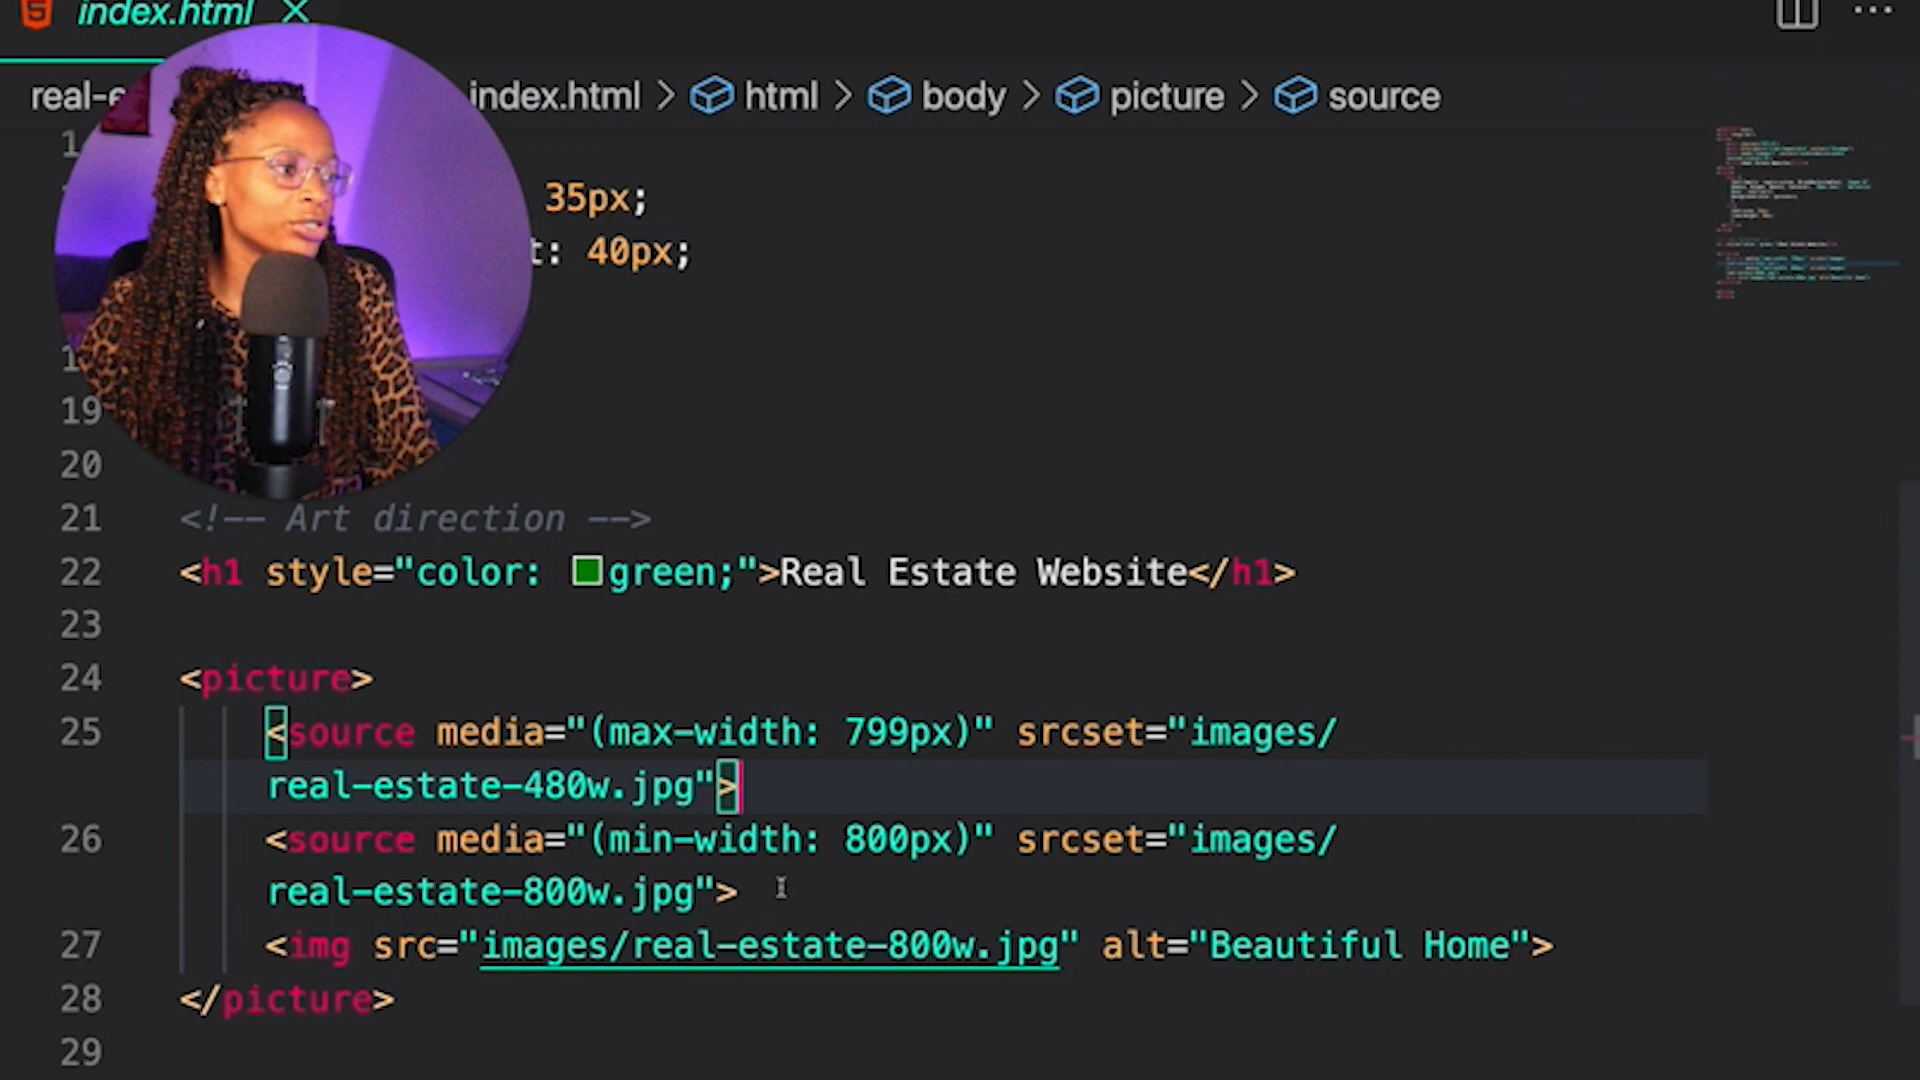 index.html
real-e index.html > html > body > picture > source
35px;
t: 40px;
19
20
21 <!-- Art direction -->
22 <h1 style="color: green;">Real Estate Website</h1>
23
24 <picture>
25 <source media="(max-width: 799px)" srcset="images/
real-estate-480w.jpg">
26 <source media="(min-width: 800px)" srcset="images/
real-estate-800w.jpg">
27 <img src="images/real-estate-800w.jpg" alt="Beautiful Home">
28 </picture>
29